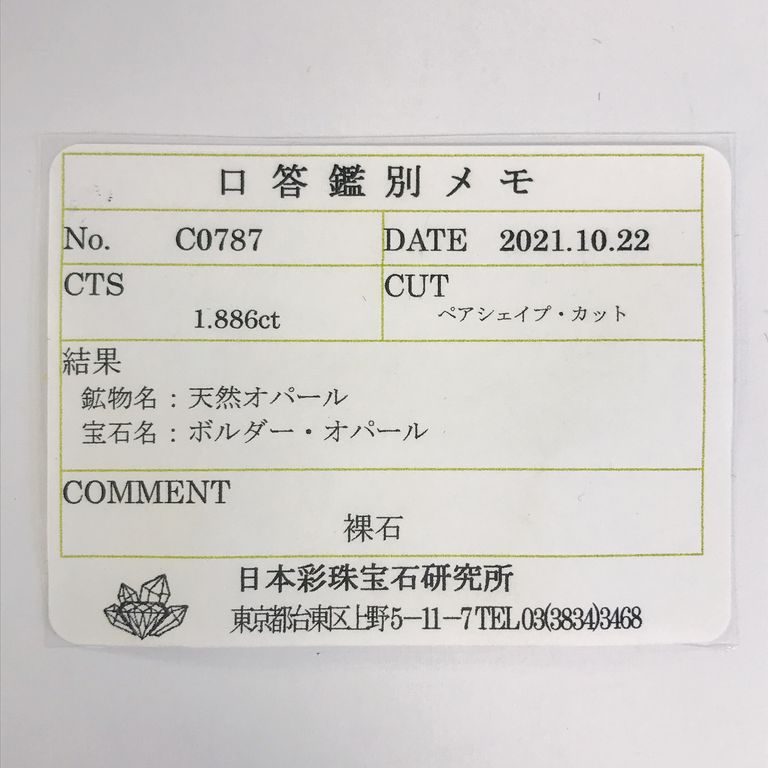 口答鑑別メモ
No. C0787 DATE 2021.10.22
CTS CUT
1.886ct ペアシェイプ・カット
結果
鉱物名：天然オパール
宝石名：ボルダー・オパール
COMMENT
裸石
日本彩珠宝石研究所
東京都台東区上野5－11－7 TEL 03(3834)3468